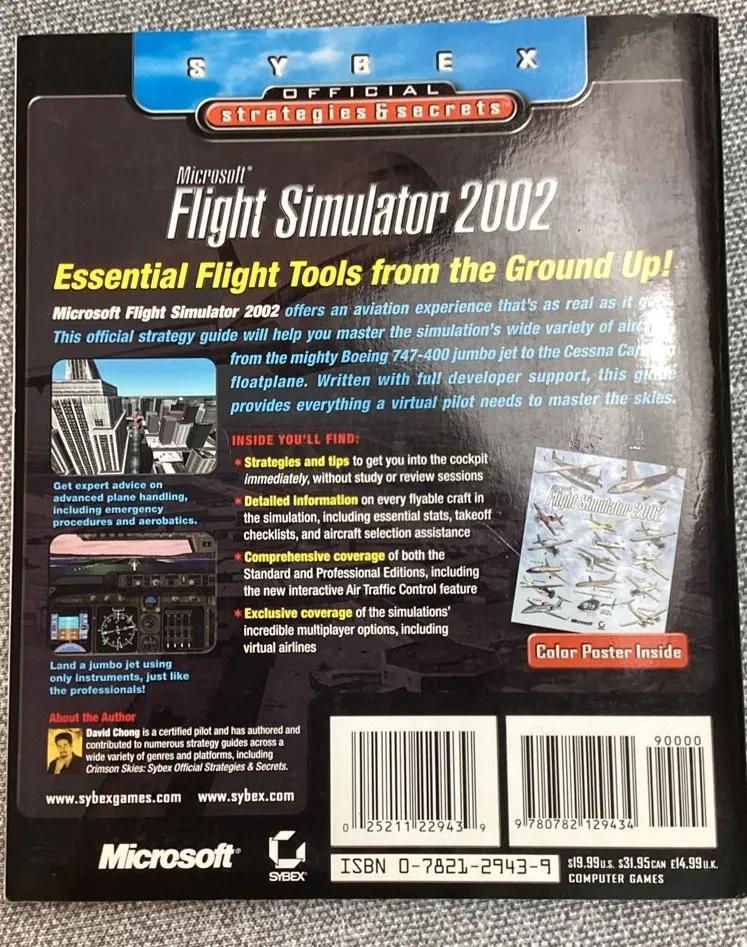 SYBEX
OFFICIAL
strategies & secrets™
Microsoft®
Flight Simulator 2002
Essential Flight Tools from the Ground Up!
Microsoft Flight Simulator 2002 offers an aviation experience that's as real as it
This official strategy guide will help you master the simulation's wide variety of
from the mighty Boeing 747-400 jumbo jet to the Cessna
floatplane. Written with full developer support, this guide
provides everything a virtual pilot needs to master the skies.
Get expert advice on
advanced plane handling,
including emergency
procedures and aerobatics.
Land a jumbo jet using
only instruments, just like
the professionals!
INSIDE YOU'LL FIND:
* Strategies and tips to get you into the cockpit
immediately, without study or review sessions
* Detailed information on every flyable craft in
the simulation, including essential stats, takeoff
checklists, and aircraft selection assistance
* Comprehensive coverage of both the
Standard and Professional Editions, including
the new interactive Air Traffic Control feature
* Exclusive coverage of the simulations'
incredible multiplayer options, including
virtual airlines
Flight Simulator 2002
Color Poster Inside
About the Author
David Chong is a certified pilot and has authored and
contributed to numerous strategy guides across a
wide variety of genres and platforms, including
Crimson Skies: Sybex Official Strategies & Secrets.
www.sybexgames.com www.sybex.com
Microsoft®
SYBEX®
0 25211 22943 9
90000
9 780782 129434
ISBN 0-7821-2943-9
$19.99 U.S. $31.95 CAN £14.99 U.K.
COMPUTER GAMES